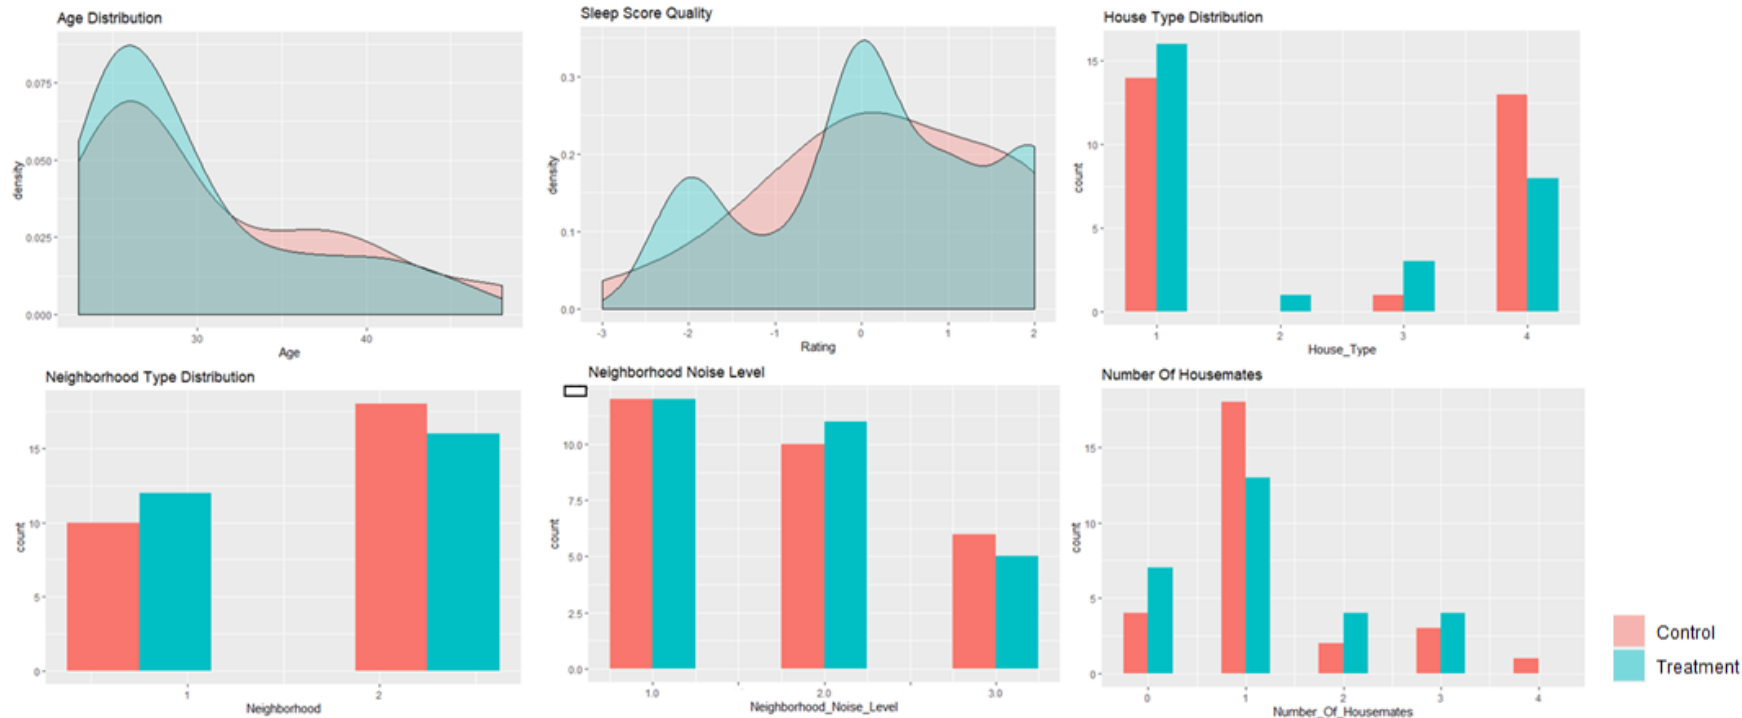 Age Distribution
density
0.075
0.050
0.025
0.000
30
40
Age
Sleep Score Quality
density
0.3
0.2
0.1
0.0
-3
-2
-1
0
1
2
Rating
House Type Distribution
count
15
10
5
0
1
2
3
4
House_Type
Neighborhood Type Distribution
count
15
10
5
0
1
2
Neighborhood
Neighborhood Noise Level
count
10.0
7.5
5.0
2.5
0.0
1.0
2.0
3.0
Neighborhood_Noise_Level
Number Of Housemates
count
15
10
5
0
0
1
2
3
4
Number_Of_Housemates
Control
Treatment